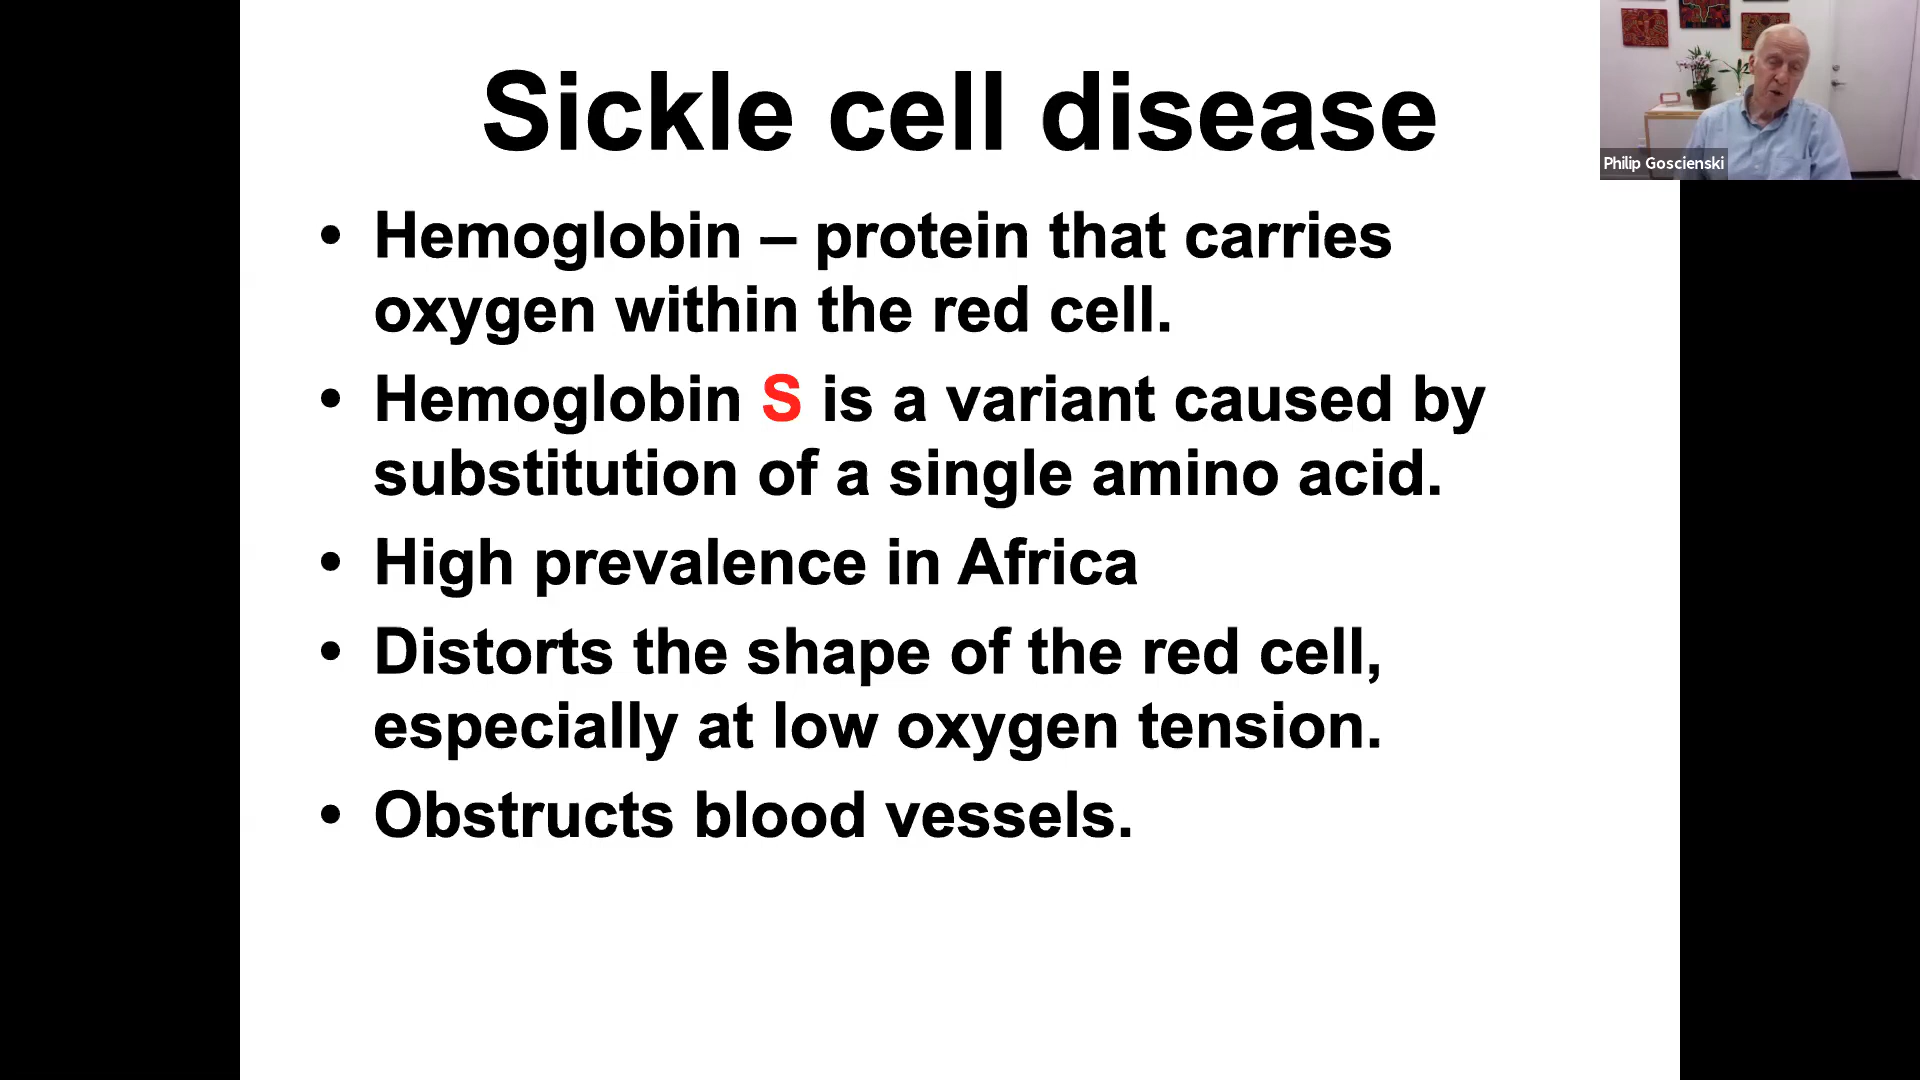 Sickle cell disease
Philip Goscienski
• Hemoglobin – protein that carries
oxygen within the red cell.
• Hemoglobin S is a variant caused by
substitution of a single amino acid.
• High prevalence in Africa
• Distorts the shape of the red cell,
especially at low oxygen tension.
• Obstructs blood vessels.